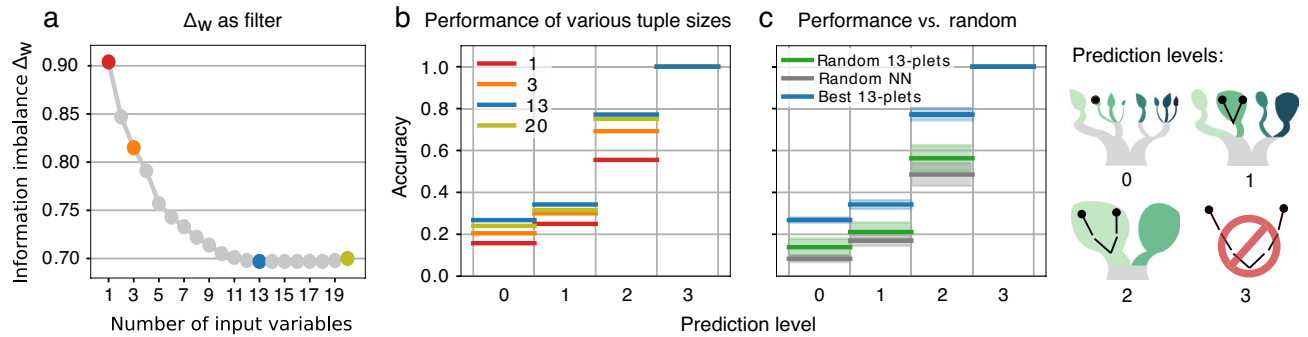 a
Δw as filter
Information imbalance Δw
0.90
0.85
0.80
0.75
0.70
1 3 5 7 9 11 13 15 17 19
Number of input variables
b
Performance of various tuple sizes
Accuracy
1.0
0.8
0.6
0.4
0.2
0.0
1
3
13
20
0 1 2 3
Prediction level
c
Performance vs. random
Random 13-plets
Random NN
Best 13-plets
0 1 2 3
Prediction levels:
0 1
2 3